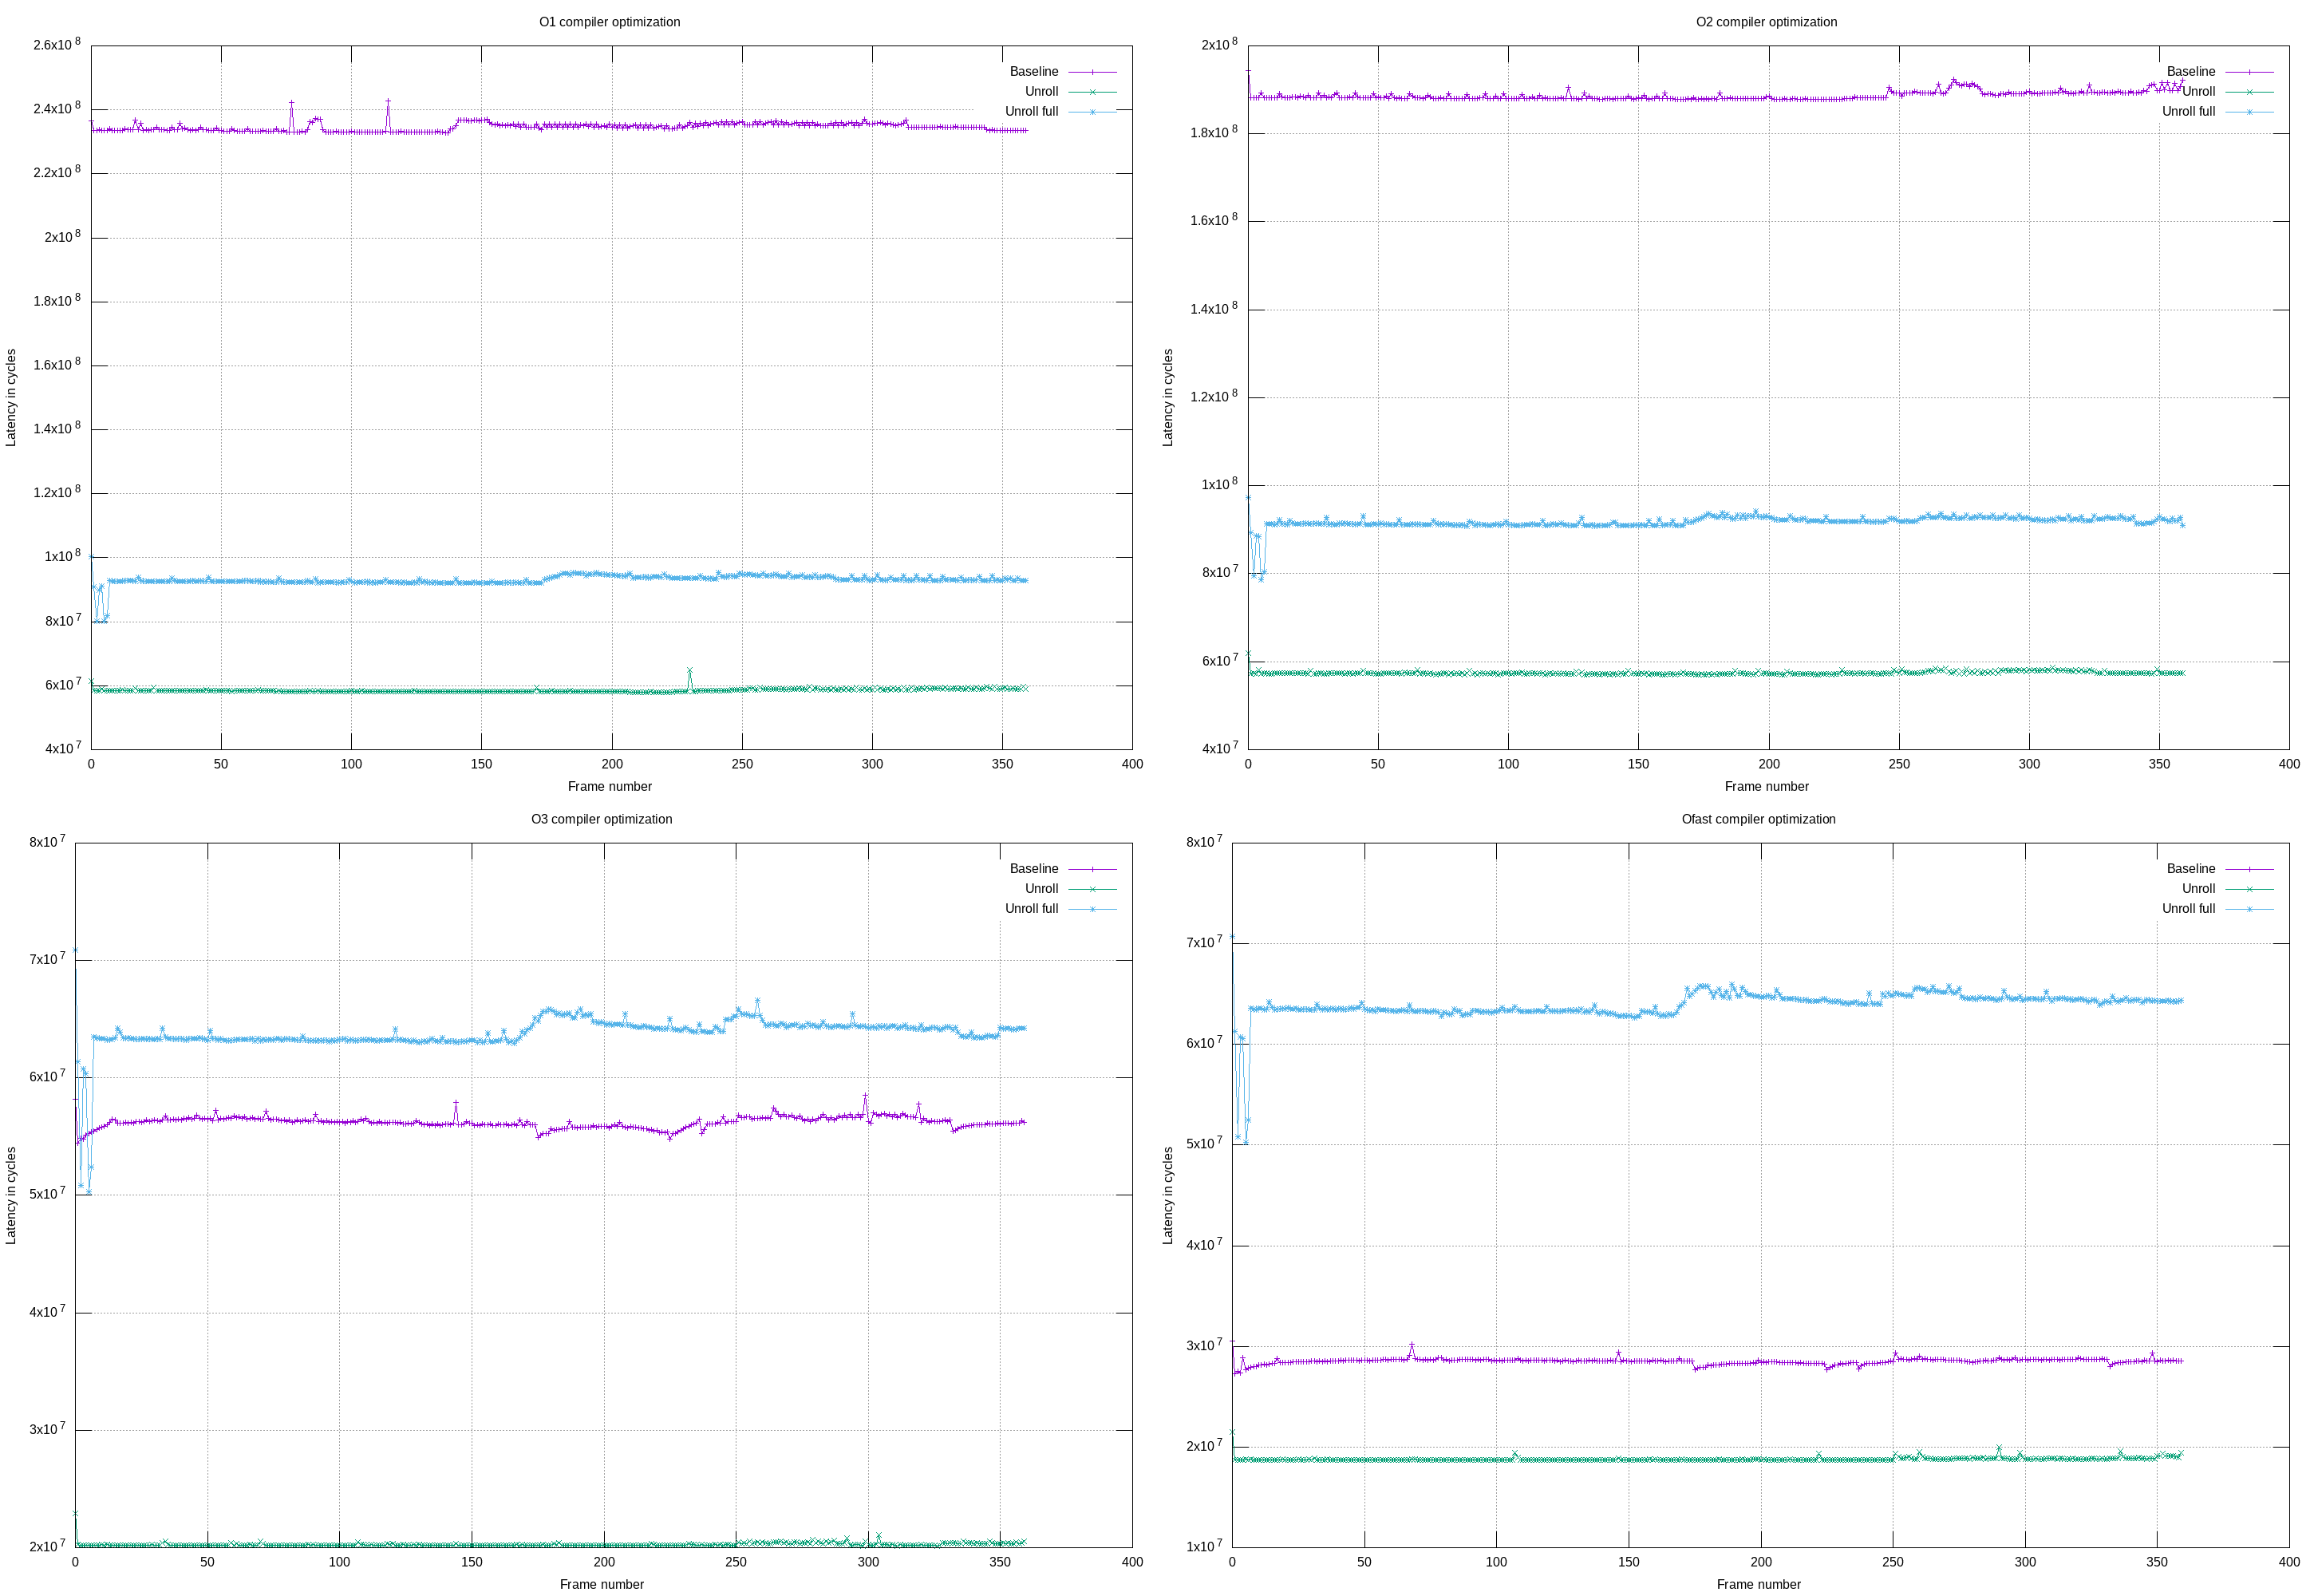 O1 compiler optimization
2.6x10^8
2.4x10^8
2.2x10^8
2x10^8
1.8x10^8
1.6x10^8
1.4x10^8
1.2x10^8
1x10^8
8x10^7
6x10^7
4x10^7
Latency in cycles
Baseline
Unroll
Unroll full
0 50 100 150 200 250 300 350 400
Frame number
O2 compiler optimization
2x10^8
1.8x10^8
1.6x10^8
1.4x10^8
1.2x10^8
1x10^8
8x10^7
6x10^7
4x10^7
Latency in cycles
Baseline
Unroll
Unroll full
0 50 100 150 200 250 300 350 400
Frame number
O3 compiler optimization
8x10^7
7x10^7
6x10^7
5x10^7
4x10^7
3x10^7
2x10^7
Latency in cycles
Baseline
Unroll
Unroll full
0 50 100 150 200 250 300 350 400
Frame number
Ofast compiler optimization
8x10^7
7x10^7
6x10^7
5x10^7
4x10^7
3x10^7
2x10^7
1x10^7
Latency in cycles
Baseline
Unroll
Unroll full
0 50 100 150 200 250 300 350 400
Frame number